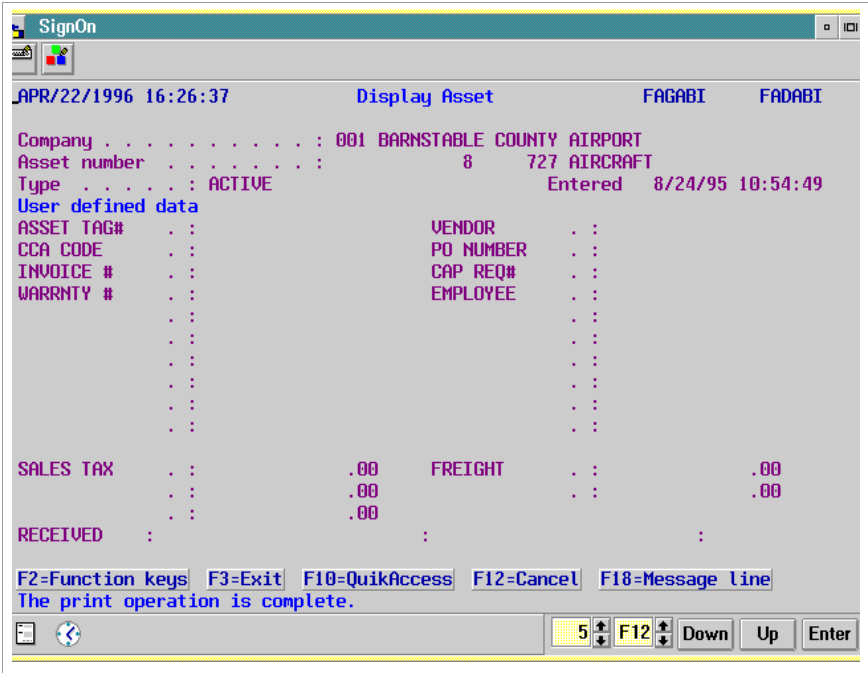 SignOn
APR/22/1996 16:26:37 Display Asset FAGABI FADABI
Company . . . . . . . . . . : 001 BARNSTABLE COUNTY AIRPORT
Asset number . . . . . . . : 8 727 AIRCRAFT
Type . . . . . : ACTIVE Entered 8/24/95 10:54:49
User defined data
ASSET TAG# . : VENDOR . :
CCA CODE . : PO NUMBER . :
INVOICE # . : CAP REQ# . :
WARRNTY # . : EMPLOYEE . :
. : . :
. : . :
. : . :
. : . :
. : . :
. : . :
SALES TAX . : .00 FREIGHT . : .00
. : .00 . : .00
. : .00
RECEIVED : : :
F2=Function keys F3=Exit F10=QuikAccess F12=Cancel F18=Message line
The print operation is complete.
5 F12 Down Up Enter